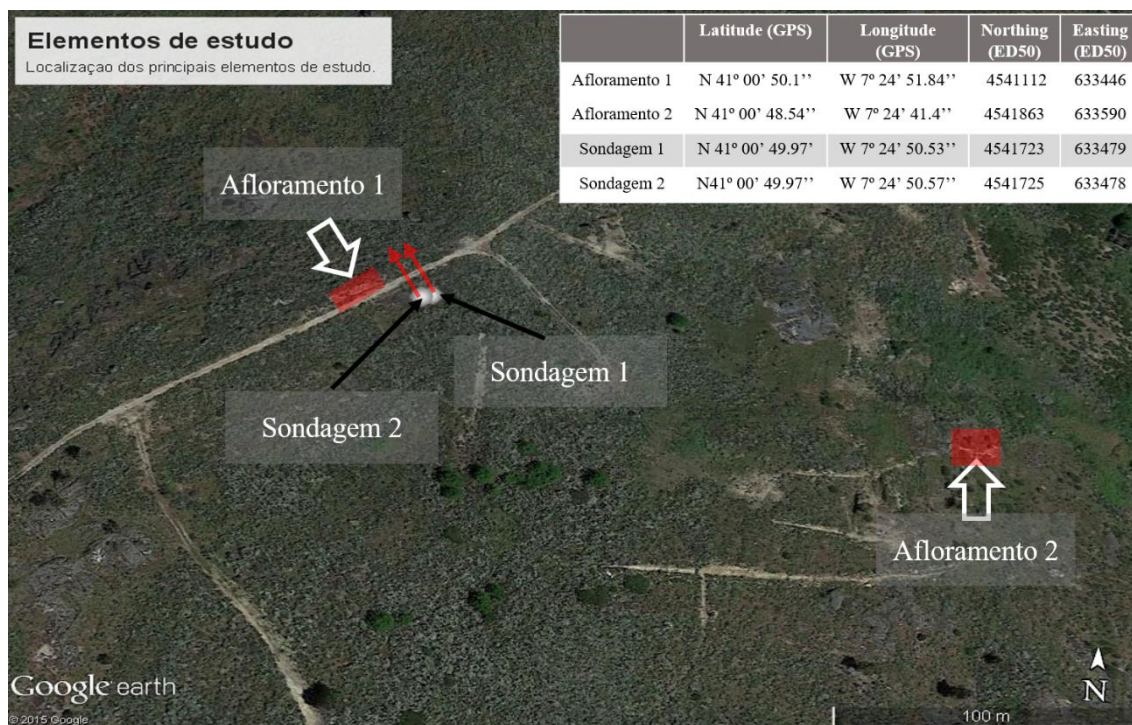 Elementos de estudo
Localizaçao dos principais elementos de estudo.
Latitude (GPS) Longitude (GPS) Northing (ED50) Easting (ED50)
Afloramento 1 N 41º 00’ 50.1’’ W 7º 24’ 51.84’’ 4541112 633446
Afloramento 2 N 41º 00’ 48.54’’ W 7º 24’ 41.4’’ 4541863 633590
Sondagem 1 N 41º 00’ 49.97’ W 7º 24’ 50.53’’ 4541723 633479
Sondagem 2 N41º 00’ 49.97’’ W 7º 24’ 50.57’’ 4541725 633478
Afloramento 1
Sondagem 1
Sondagem 2
Afloramento 2
N
Google earth
© 2015 Google
100 m